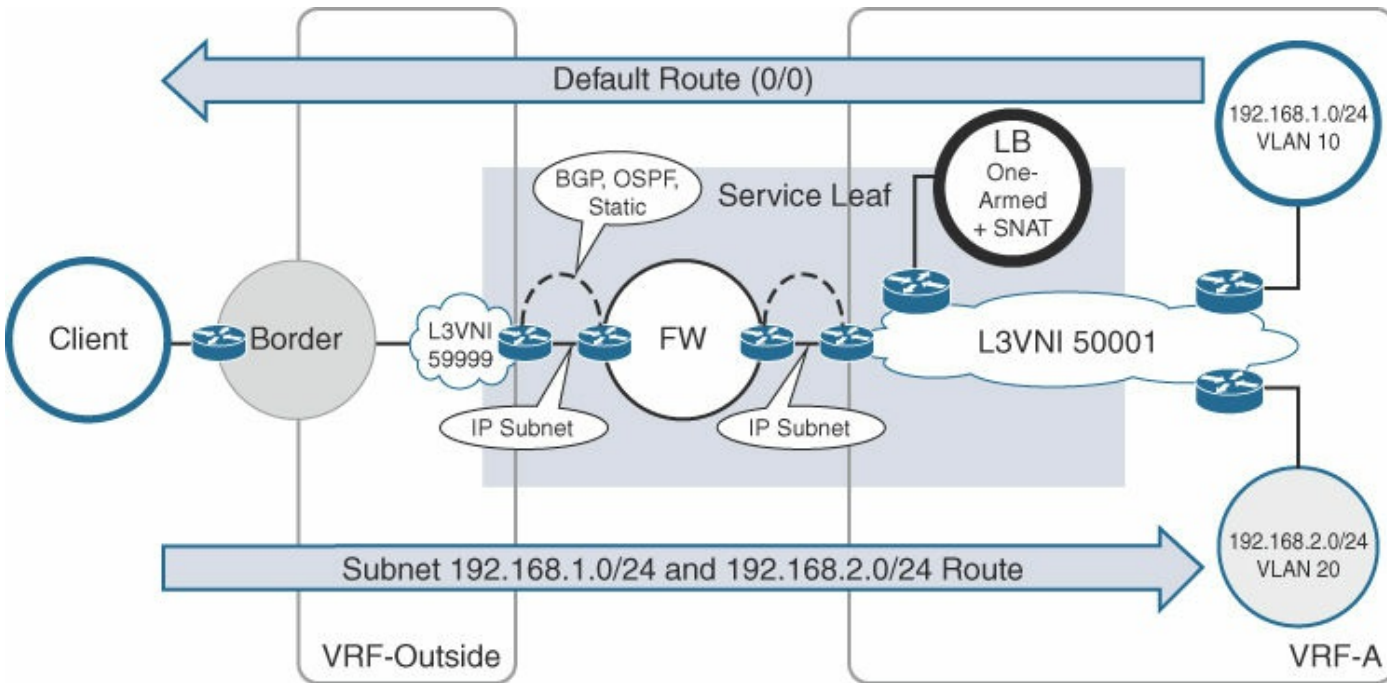 Default Route (0/0)
192.168.1.0/24
VLAN 10
LB
One-
Armed
+ SNAT
BGP, OSPF,
Static
Service Leaf
Client
Border
L3VNI
59999
FW
L3VNI 50001
IP Subnet
IP Subnet
192.168.2.0/24
VLAN 20
Subnet 192.168.1.0/24 and 192.168.2.0/24 Route
VRF-Outside
VRF-A